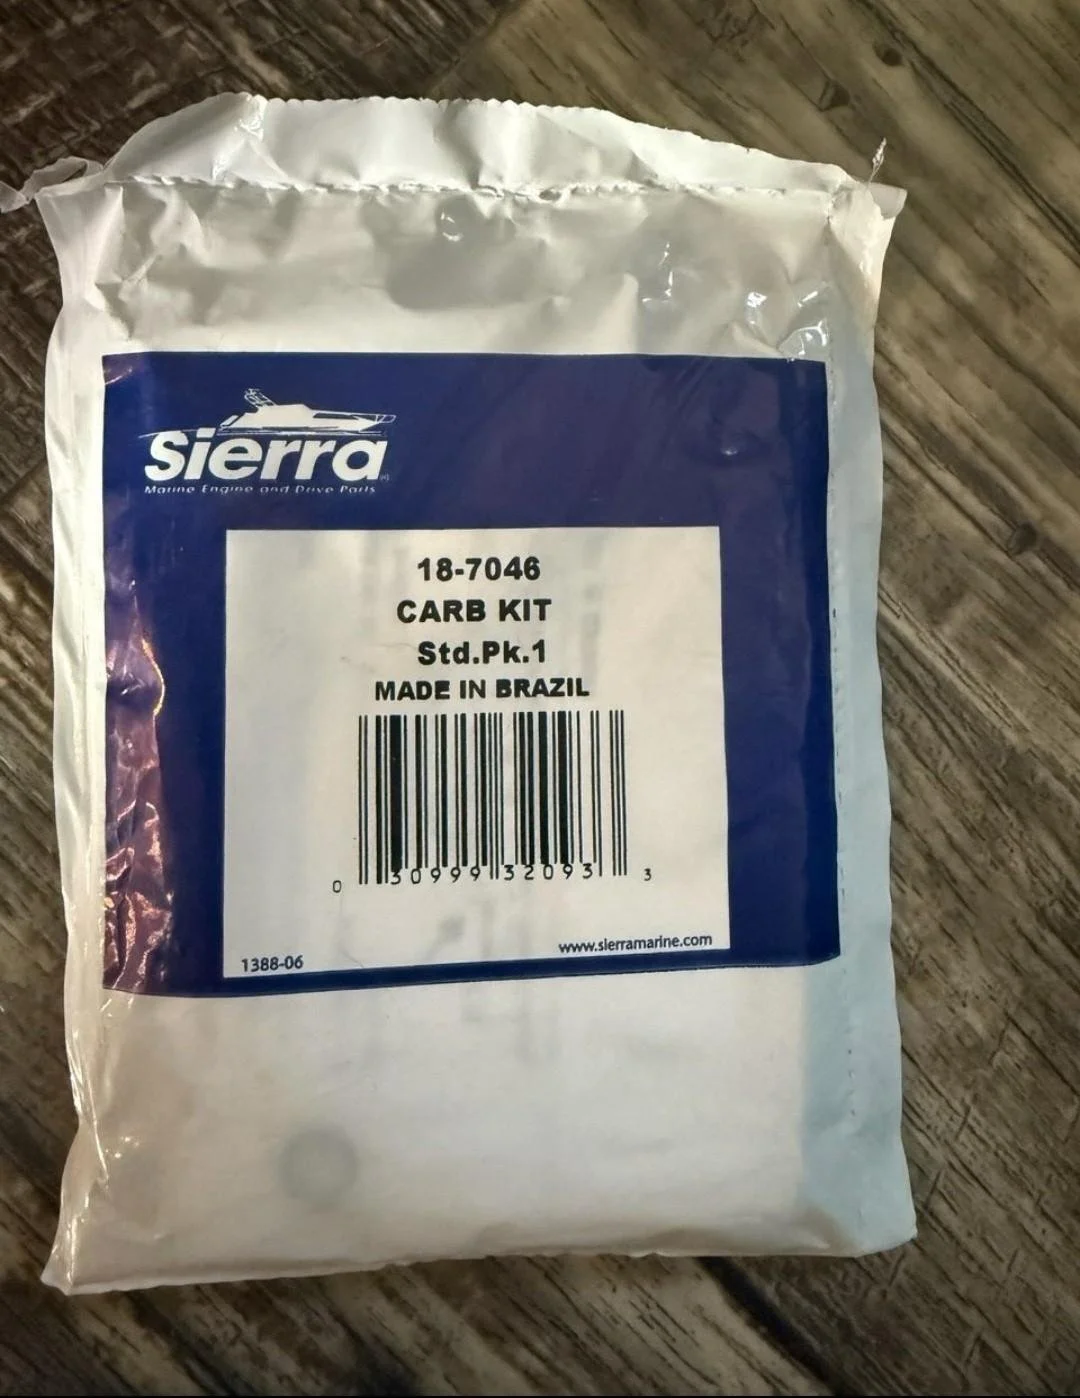 Sierra
Marine Engine and Drive Parts
18-7046
CARB KIT
Std.Pk.1
MADE IN BRAZIL
0 30999 32093 3
www.sierramarine.com
1388-06